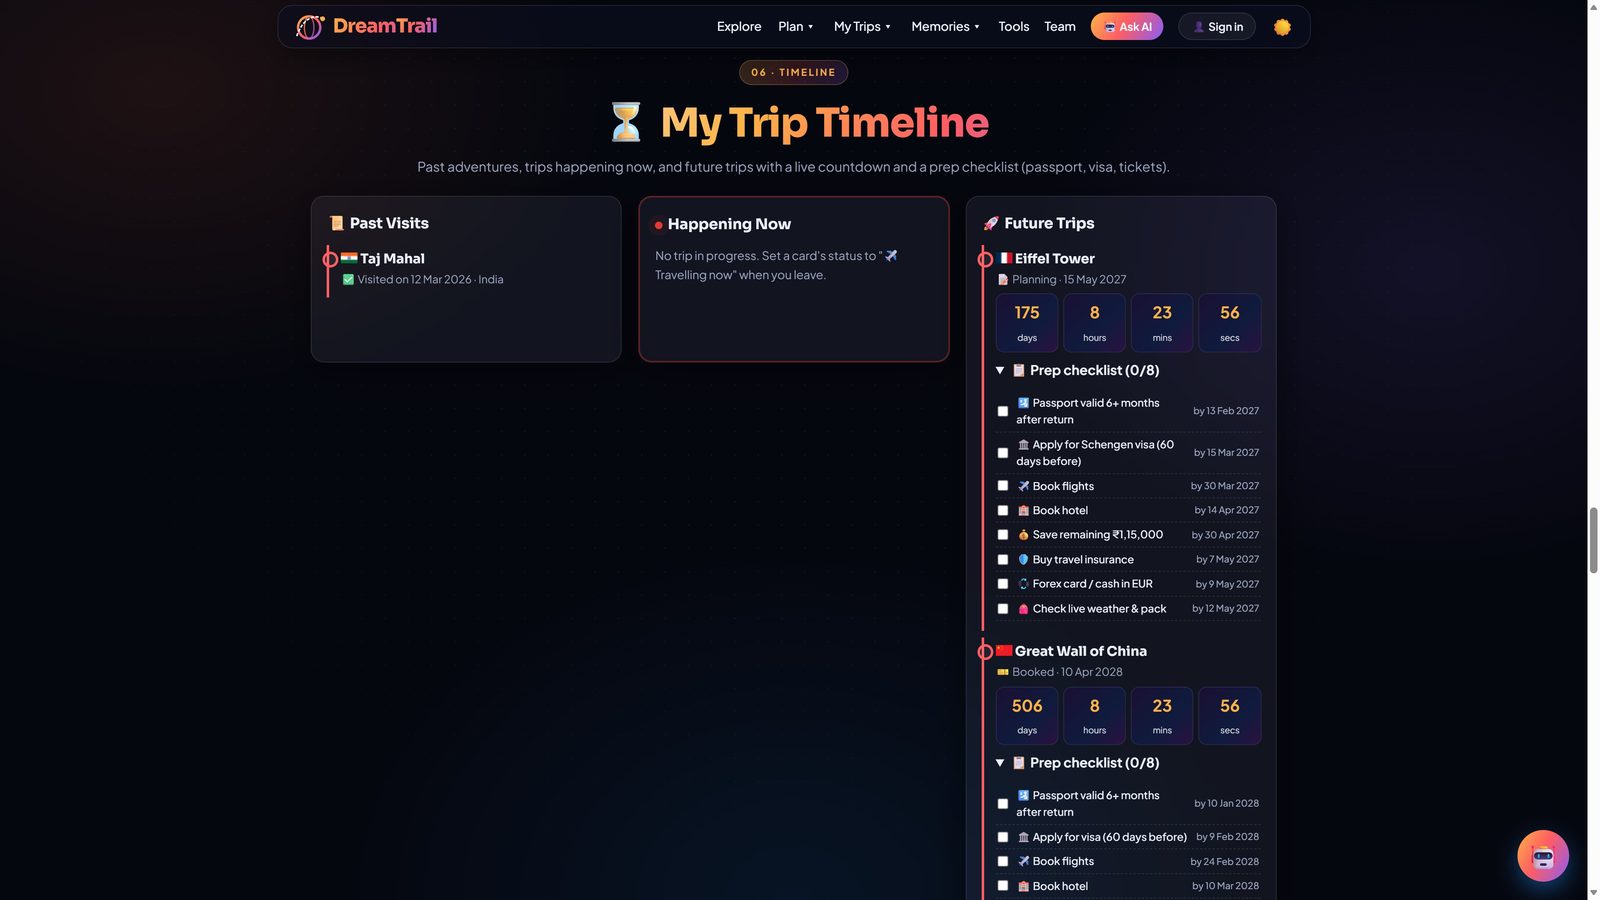 DreamTrail
Explore
Plan
My Trips
Memories
Tools
Team
Ask AI
Sign in
06 · TIMELINE
My Trip Timeline
Past adventures, trips happening now, and future trips with a live countdown and a prep checklist (passport, visa, tickets).
Past Visits
Taj Mahal
Visited on 12 Mar 2026 · India
Happening Now
No trip in progress. Set a card's status to "✈️
Travelling now" when you leave.
Future Trips
Eiffel Tower
Planning · 15 May 2027
175 8 23 56
days hours mins secs
Prep checklist (0/8)
Passport valid 6+ months
after return
by 13 Feb 2027
Apply for Schengen visa (60
days before)
by 15 Mar 2027
Book flights by 30 Mar 2027
Book hotel by 14 Apr 2027
Save remaining ₹1,15,000 by 30 Apr 2027
Buy travel insurance by 7 May 2027
Forex card / cash in EUR by 9 May 2027
Check live weather & pack by 12 May 2027
Great Wall of China
Booked · 10 Apr 2028
506 8 23 56
days hours mins secs
Prep checklist (0/8)
Passport valid 6+ months
after return
by 10 Jan 2028
Apply for visa (60 days before) by 9 Feb 2028
Book flights by 24 Feb 2028
Book hotel by 10 Mar 2028